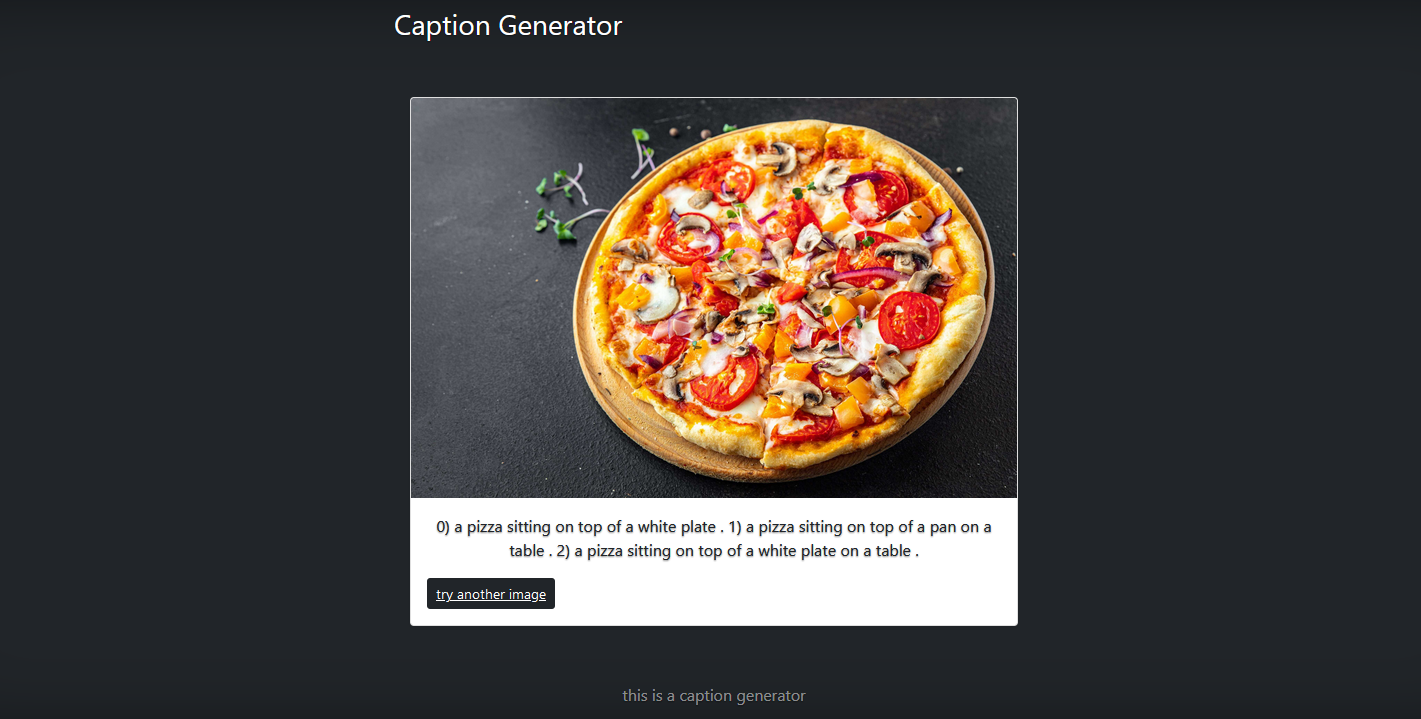 Caption Generator
0) a pizza sitting on top of a white plate . 1) a pizza sitting on top of a pan on a
table . 2) a pizza sitting on top of a white plate on a table .
try another image
this is a caption generator